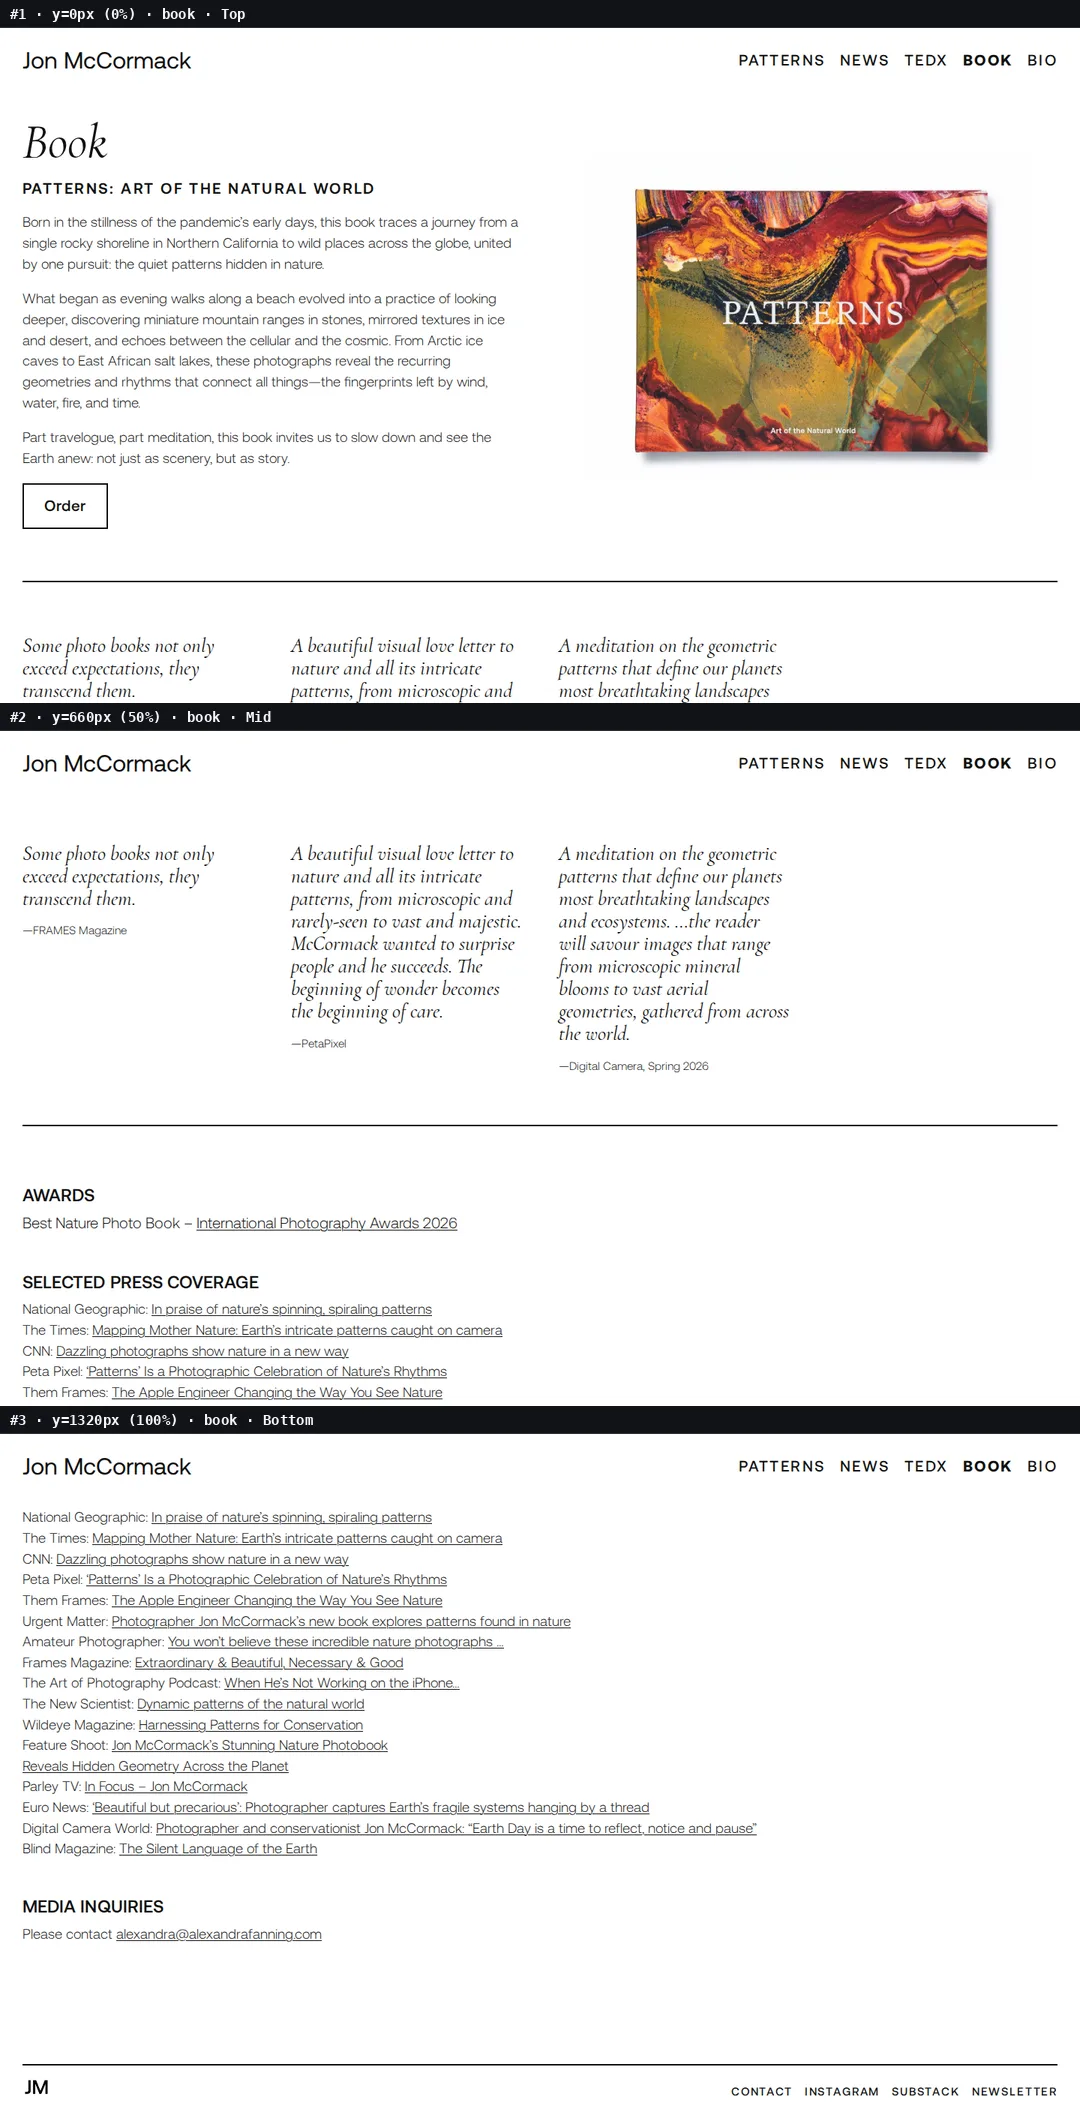 #1 · y=0px (0%) · book · Top
Jon McCormack
PATTERNS NEWS TEDX BOOK BIO
Book
PATTERNS: ART OF THE NATURAL WORLD
Born in the stillness of the pandemic’s early days, this book traces a journey from a
single rocky shoreline in Northern California to wild places across the globe, united
by one pursuit: the quiet patterns hidden in nature.
What began as evening walks along a beach evolved into a practice of looking
deeper, discovering miniature mountain ranges in stones, mirrored textures in ice
and desert, and echoes between the cellular and the cosmic. From Arctic ice
caves to East African salt lakes, these photographs reveal the recurring
geometries and rhythms that connect all things—the fingerprints left by wind,
water, fire, and time.
Part travelogue, part meditation, this book invites us to slow down and see the
Earth anew: not just as scenery, but as story.
Order
PATTERNS
Art of the Natural World
Some photo books not only
exceed expectations, they
transcend them.
A beautiful visual love letter to
nature and all its intricate
patterns, from microscopic and
A meditation on the geometric
patterns that define our planets
most breathtaking landscapes
#2 · y=660px (50%) · book · Mid
Jon McCormack
PATTERNS NEWS TEDX BOOK BIO
Some photo books not only
exceed expectations, they
transcend them.
—FRAMES Magazine
A beautiful visual love letter to
nature and all its intricate
patterns, from microscopic and
rarely-seen to vast and majestic.
McCormack wanted to surprise
people and he succeeds. The
beginning of wonder becomes
the beginning of care.
—PetaPixel
A meditation on the geometric
patterns that define our planets
most breathtaking landscapes
and ecosystems. ...the reader
will savour images that range
from microscopic mineral
blooms to vast aerial
geometries, gathered from across
the world.
—Digital Camera, Spring 2026
AWARDS
Best Nature Photo Book – International Photography Awards 2026
SELECTED PRESS COVERAGE
National Geographic: In praise of nature’s spinning, spiraling patterns
The Times: Mapping Mother Nature: Earth’s intricate patterns caught on camera
CNN: Dazzling photographs show nature in a new way
Peta Pixel: ‘Patterns’ Is a Photographic Celebration of Nature’s Rhythms
Them Frames: The Apple Engineer Changing the Way You See Nature
#3 · y=1320px (100%) · book · Bottom
Jon McCormack
PATTERNS NEWS TEDX BOOK BIO
National Geographic: In praise of nature’s spinning, spiraling patterns
The Times: Mapping Mother Nature: Earth’s intricate patterns caught on camera
CNN: Dazzling photographs show nature in a new way
Peta Pixel: ‘Patterns’ Is a Photographic Celebration of Nature’s Rhythms
Them Frames: The Apple Engineer Changing the Way You See Nature
Urgent Matter: Photographer Jon McCormack’s new book explores patterns found in nature
Amateur Photographer: You won’t believe these incredible nature photographs ...
Frames Magazine: Extraordinary & Beautiful, Necessary & Good
The Art of Photography Podcast: When He’s Not Working on the iPhone...
The New Scientist: Dynamic patterns of the natural world
Wildeye Magazine: Harnessing Patterns for Conservation
Feature Shoot: Jon McCormack’s Stunning Nature Photobook
Reveals Hidden Geometry Across the Planet
Parley TV: In Focus – Jon McCormack
Euro News: ‘Beautiful but precarious’: Photographer captures Earth’s fragile systems hanging by a thread
Digital Camera World: Photographer and conservationist Jon McCormack: “Earth Day is a time to reflect, notice and pause”
Blind Magazine: The Silent Language of the Earth
MEDIA INQUIRIES
Please contact alexandra@alexandrafanning.com
JM
CONTACT INSTAGRAM SUBSTACK NEWSLETTER